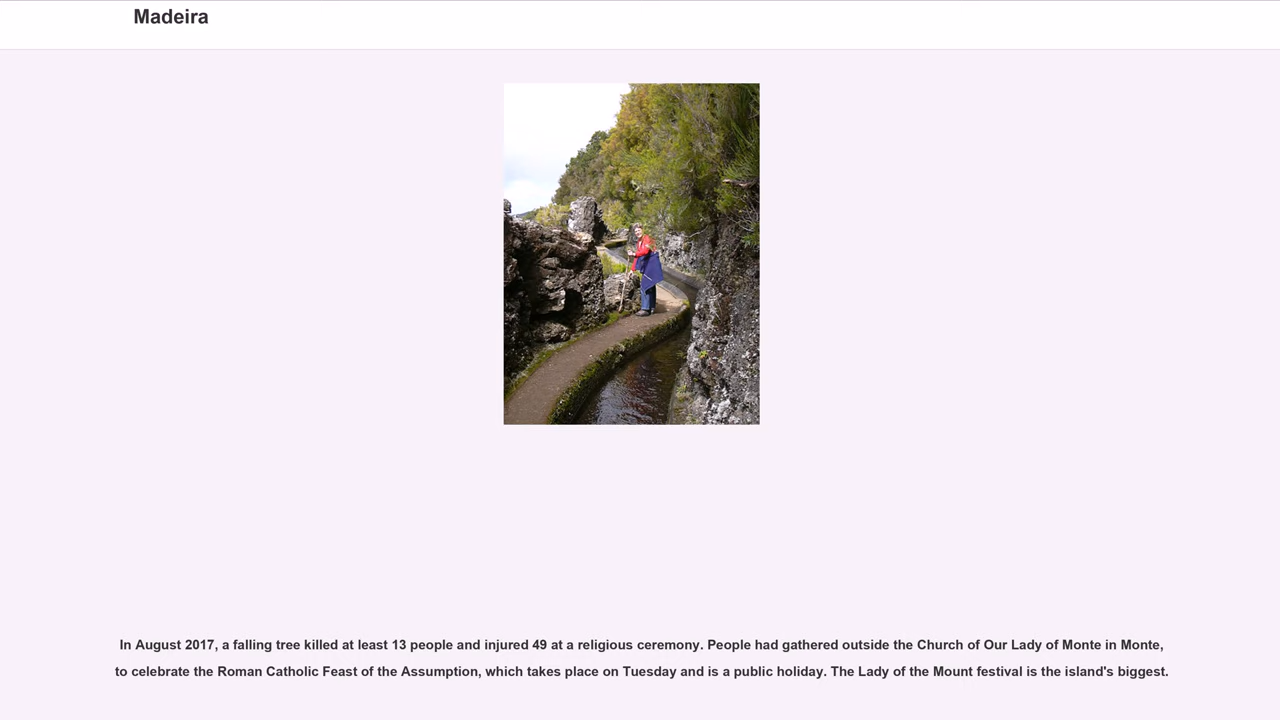 Madeira
In August 2017, a falling tree killed at least 13 people and injured 49 at a religious ceremony. People had gathered outside the Church of Our Lady of Monte in Monte,
to celebrate the Roman Catholic Feast of the Assumption, which takes place on Tuesday and is a public holiday. The Lady of the Mount festival is the island's biggest.